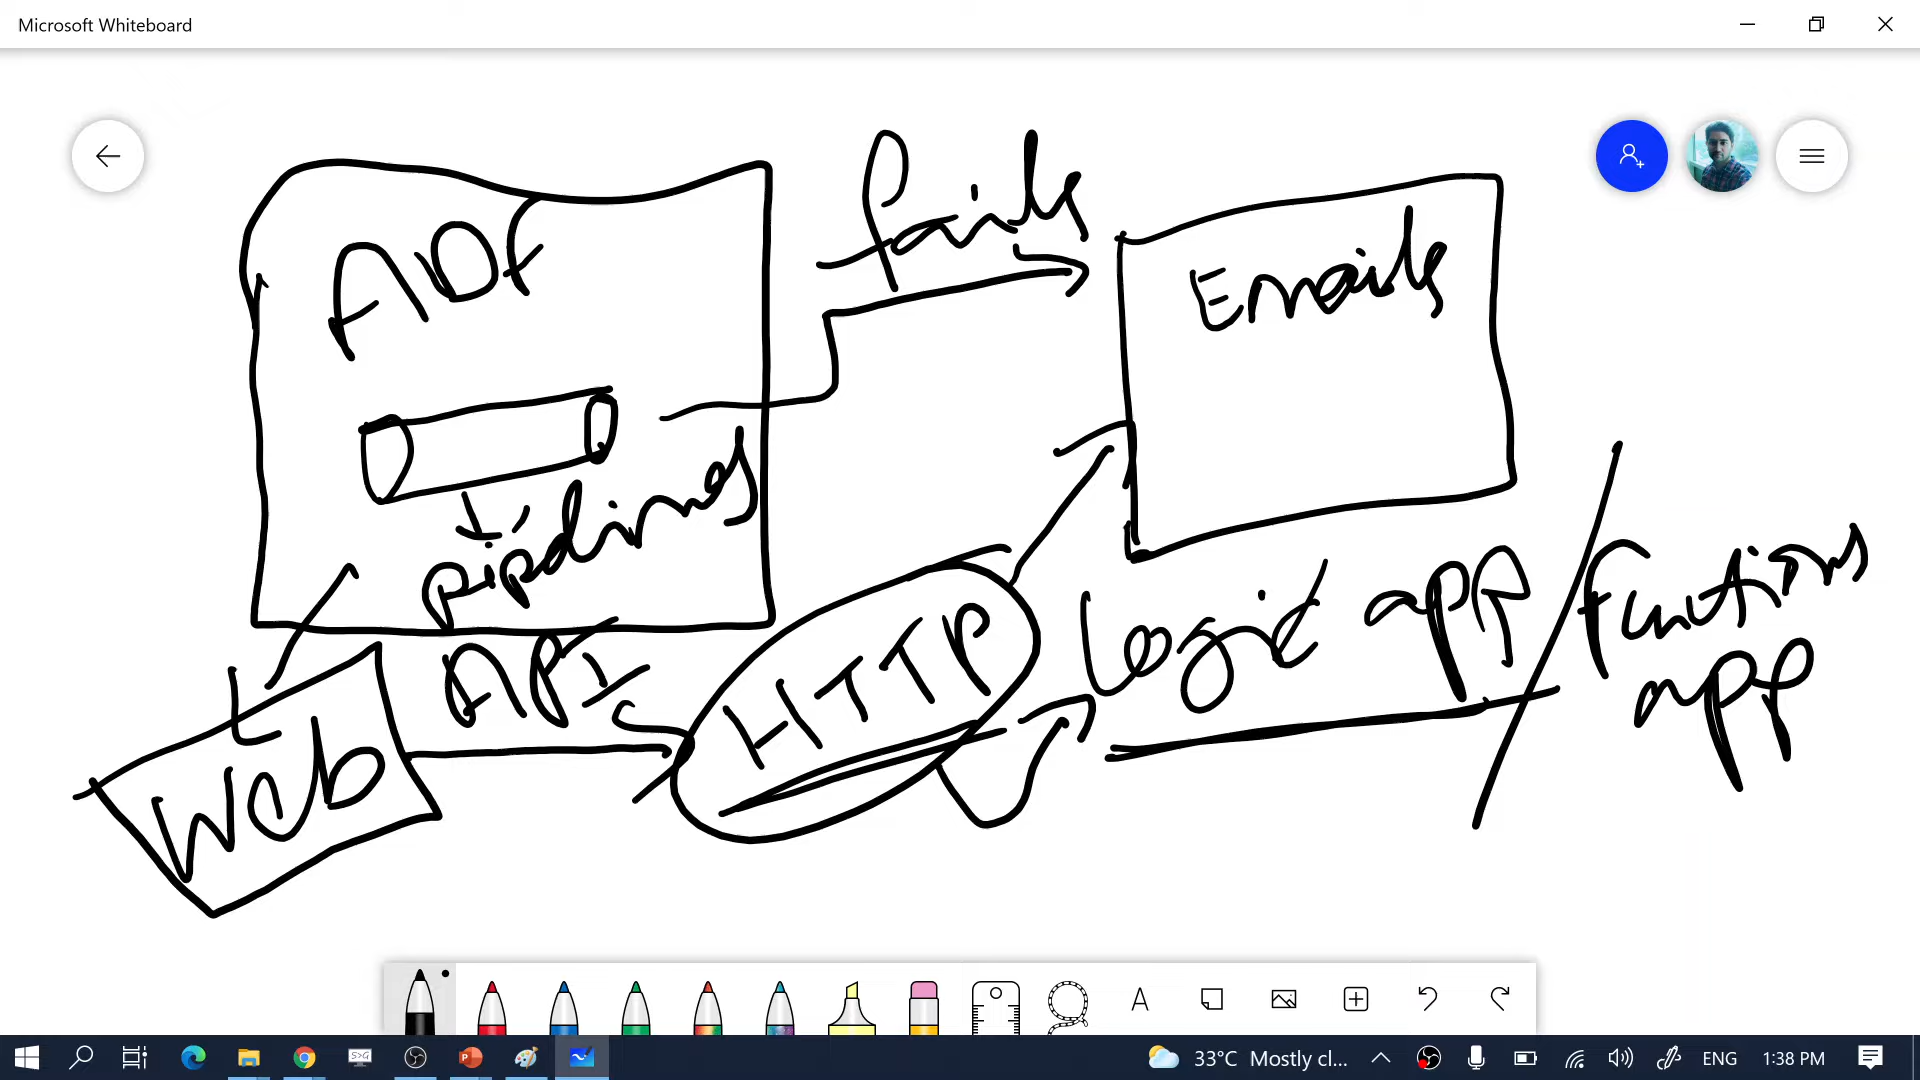 Microsoft Whiteboard
ADF
fails
Emails
pipelines
API
HTTP
Logic app
Functions
app
Web
A
S>G
P
33°C Mostly cl...
ENG
1:38 PM